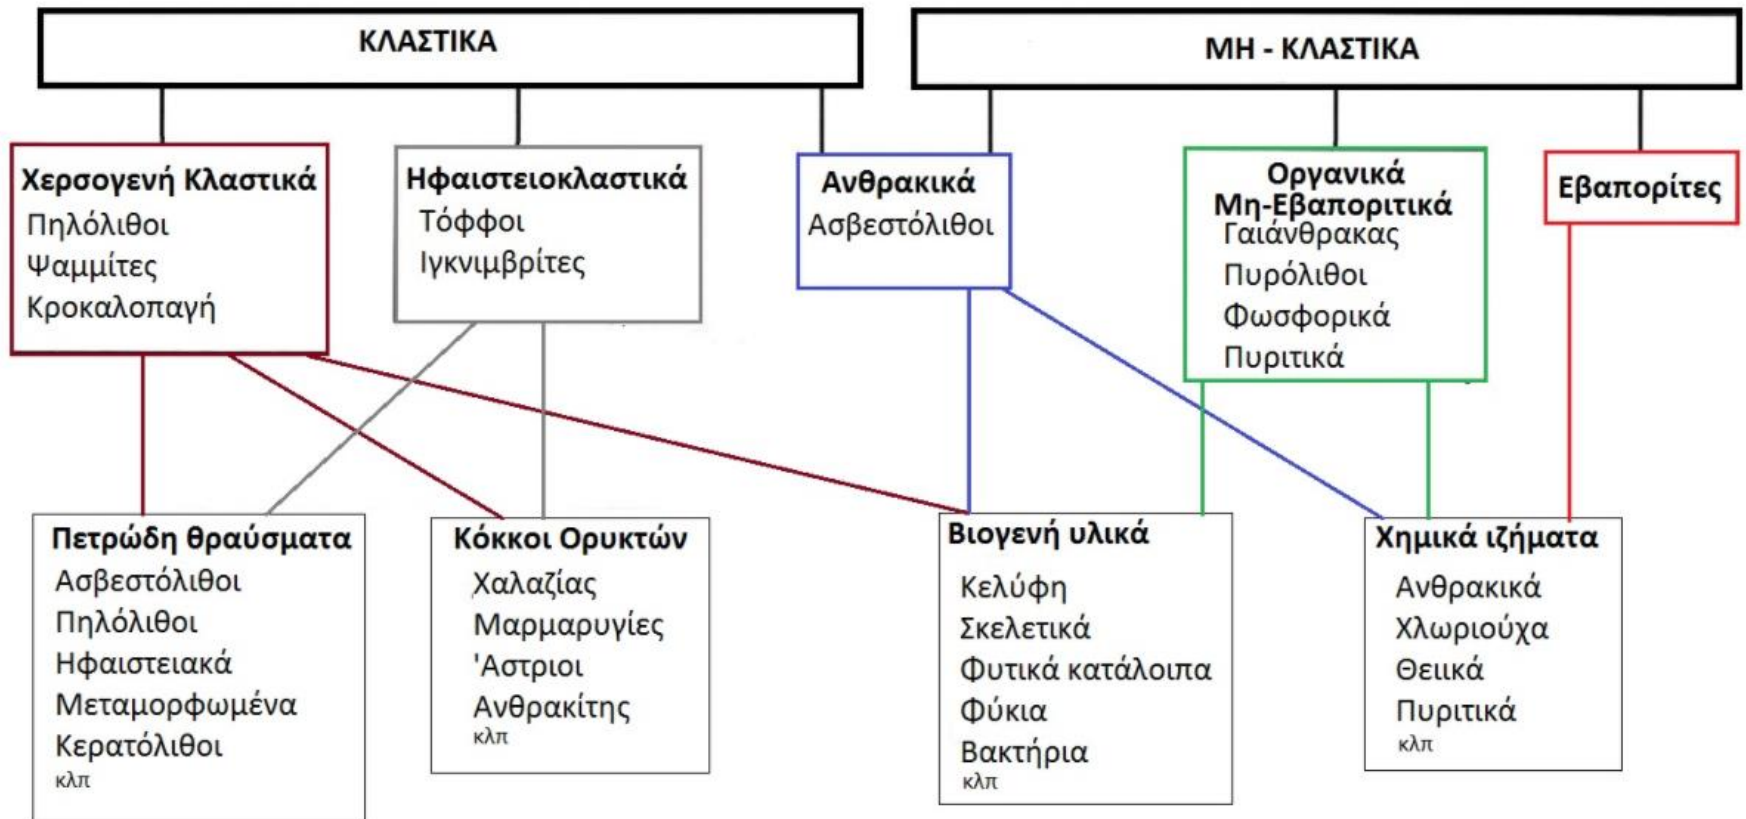 ΚΛΑΣΤΙΚΑ
ΜΗ - ΚΛΑΣΤΙΚΑ
Χερσογενή Κλαστικά
Πηλόλιθοι
Ψαμμίτες
Κροκαλοπαγή
Ηφαιστειοκλαστικά
Τόφφοι
Ιγκνιμβρίτες
Ανθρακικά
Ασβεστόλιθοι
Οργανικά
Μη-Εβαποριτικά
Γαιάνθρακας
Πυρόλιθοι
Φωσφορικά
Πυριτικά
Εβαπορίτες
Πετρώδη θραύσματα
Ασβεστόλιθοι
Πηλόλιθοι
Ηφαιστειακά
Μεταμορφωμένα
Κερατόλιθοι
κλπ
Κόκκοι Ορυκτών
Χαλαζίας
Μαρμαρυγίες
'Αστριοι
Ανθρακίτης
κλπ
Βιογενή υλικά
Κελύφη
Σκελετικά
Φυτικά κατάλοιπα
Φύκια
Βακτήρια
κλπ
Χημικά ιζήματα
Ανθρακικά
Χλωριούχα
Θειικά
Πυριτικά
κλπ